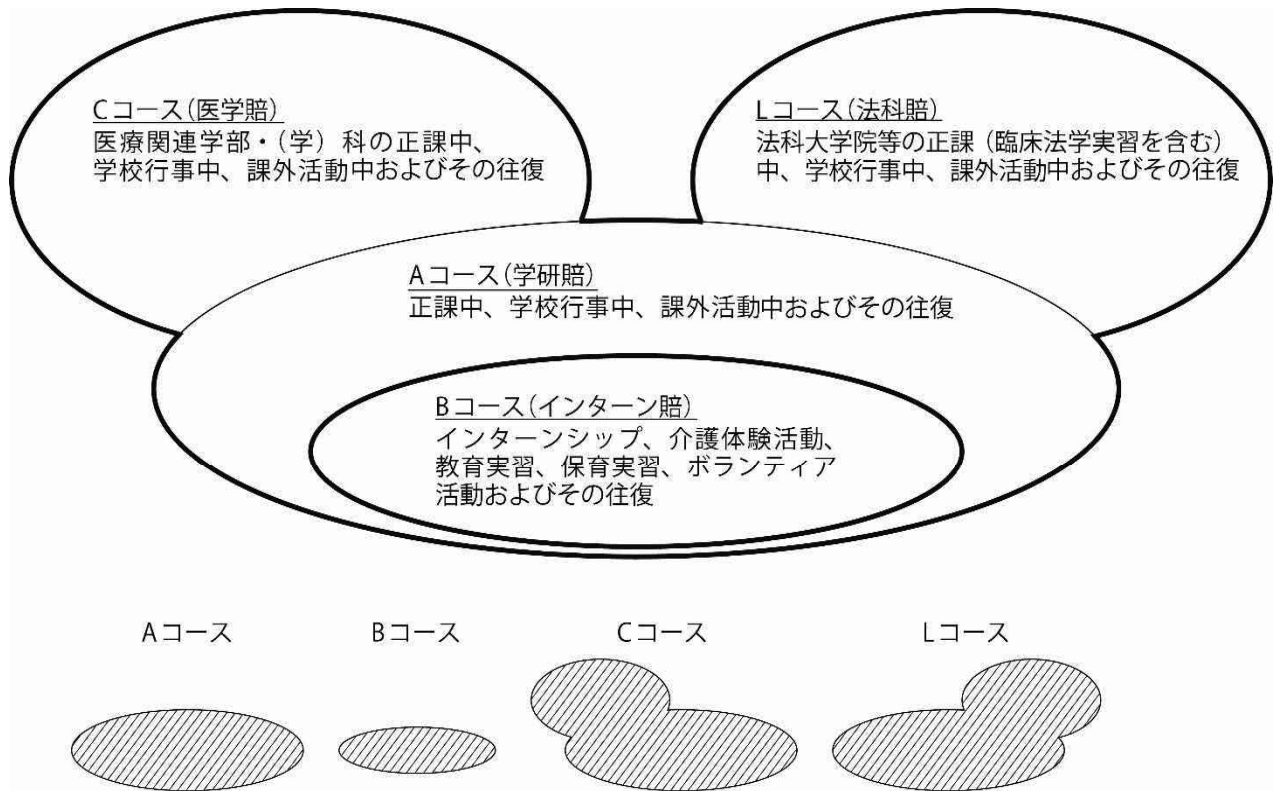 Cコース(医学賠)
医療関連学部・(学)科の正課中、
学校行事中、課外活動中およびその往復
Lコース(法科賠)
法科大学院等の正課(臨床法学実習を含む)
中、学校行事中、課外活動中およびその往復
Aコース(学研賠)
正課中、学校行事中、課外活動中およびその往復
Bコース(インターン賠)
インターンシップ、介護体験活動、
教育実習、保育実習、ボランティア
活動およびその往復
Aコース
Bコース
Cコース
Lコース